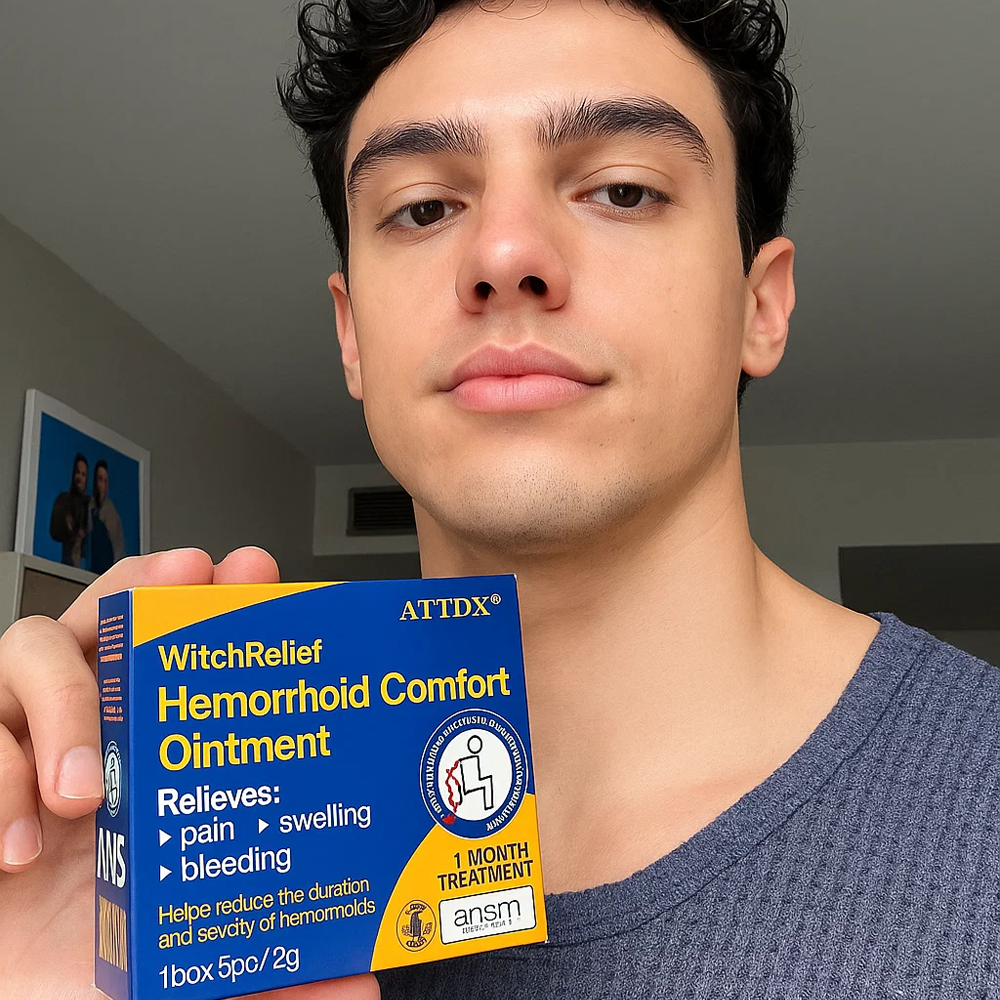 ATTDX®
WitchRelief
Hemorrhoid Comfort
Ointment
Relieves:
▸ pain ▸ swelling
▸ bleeding
1 MONTH
TREATMENT
Helpe reduce the duration
and sevcity of hemormolds
ansm
1box 5pc/2g
ANS